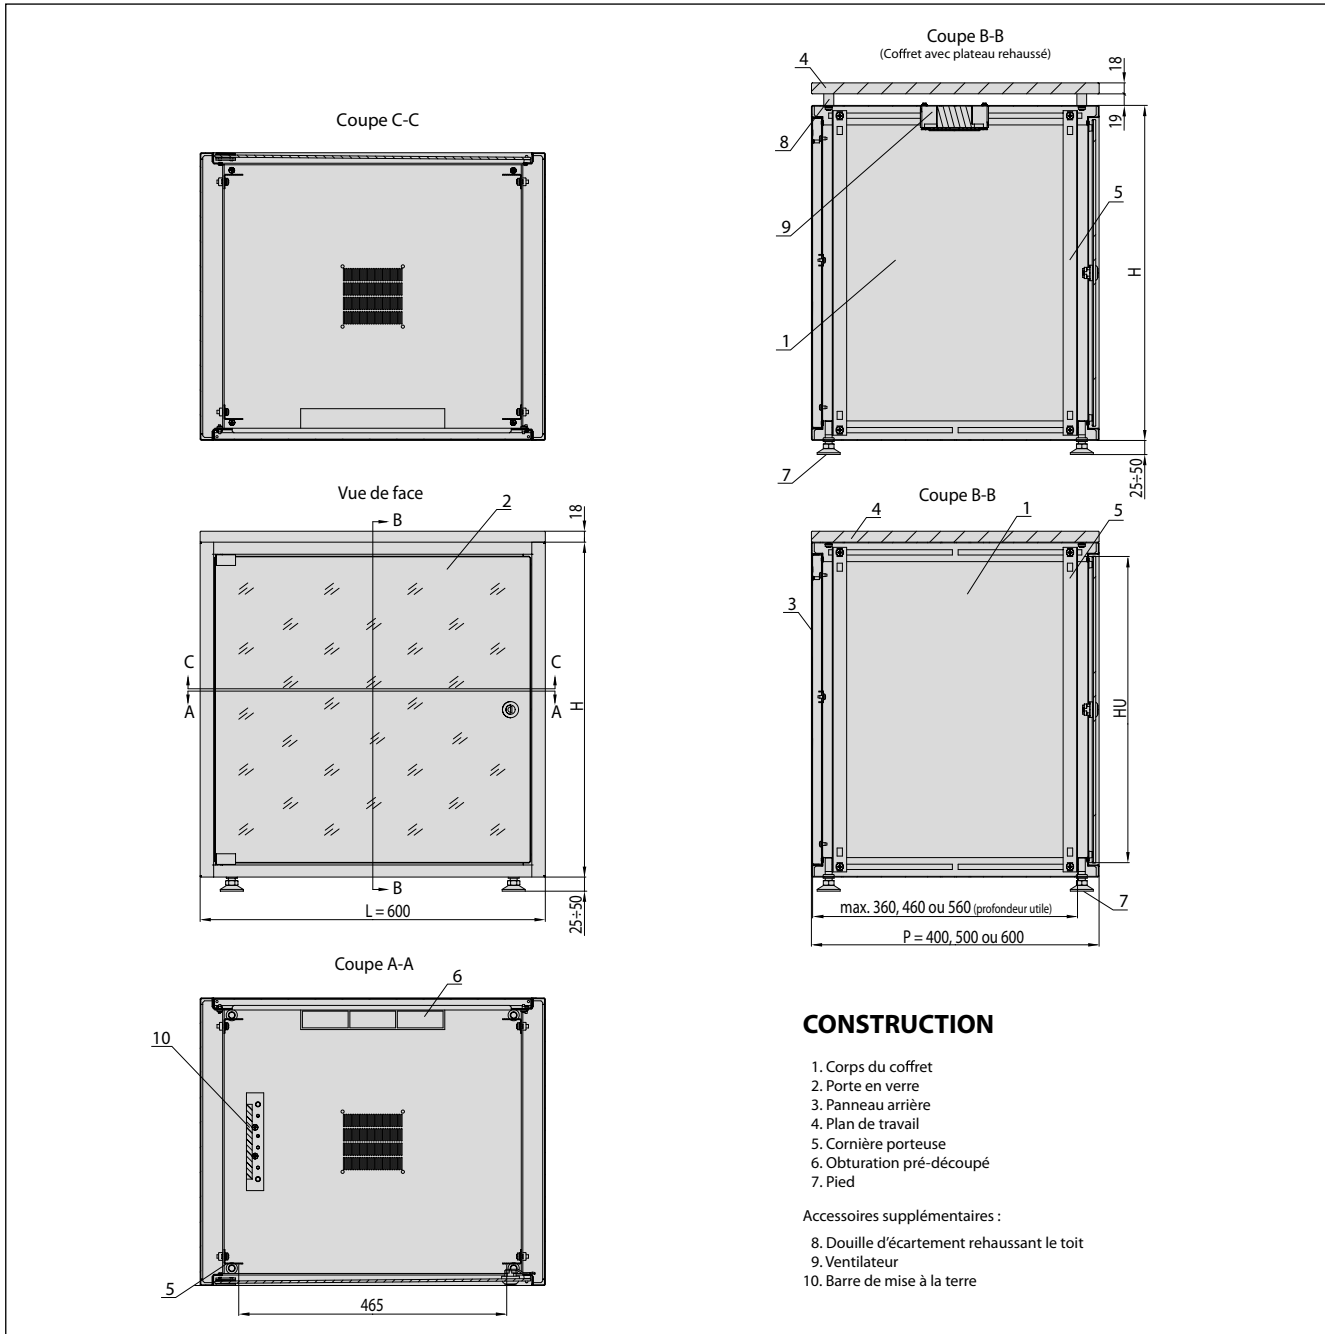 Coupe C-C
Coupe B-B
(Coffret avec plateau rehaussé)
4
18
8
19
9
5
H
1
7
25÷50
Vue de face
B
2
18
C
C
A
A
H
B
L = 600
25÷50
Coupe B-B
4
1
5
3
HU
7
max. 360, 460 ou 560 (profondeur utile)
P = 400, 500 ou 600
Coupe A-A
6
10
5
465
CONSTRUCTION
1. Corps du coffret
2. Porte en verre
3. Panneau arrière
4. Plan de travail
5. Cornière porteuse
6. Obturation pré-découpé
7. Pied
Accessoires supplémentaires :
8. Douille d’écartement rehaussant le toit
9. Ventilateur
10. Barre de mise à la terre